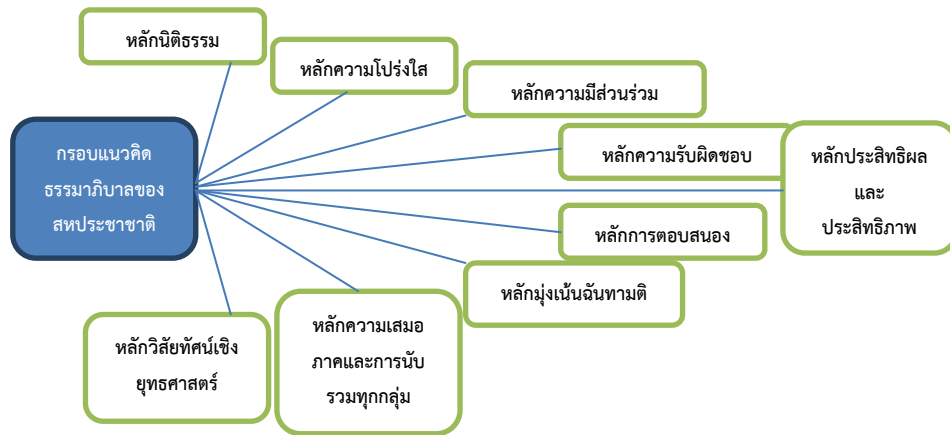 หลักนิติธรรม
หลักความโปร่งใส
หลักความมีส่วนร่วม
กรอบแนวคิด
ธรรมาภิบาลของ
สหประชาชาติ
หลักความรับผิดชอบ
หลักประสิทธิผล
และ
ประสิทธิภาพ
หลักการตอบสนอง
หลักมุ่งเน้นฉันทามติ
หลักความเสมอ
ภาคและการนับ
รวมทุกกลุ่ม
หลักวิสัยทัศน์เชิง
ยุทธศาสตร์